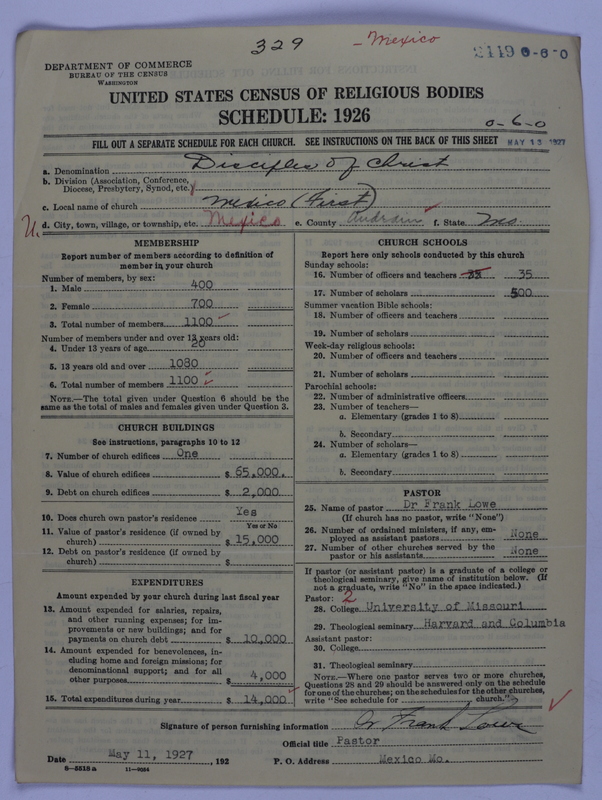 329 - Mexico 2119 0-6-0
DEPARTMENT OF COMMERCE
BUREAU OF THE CENSUS
WASHINGTON
UNITED STATES CENSUS OF RELIGIOUS BODIES
SCHEDULE: 1926
0-6-0
FILL OUT A SEPARATE SCHEDULE FOR EACH CHURCH. SEE INSTRUCTIONS ON THE BACK OF THIS SHEET MAY 13 1927
a. Denomination Disciples of Christ
b. Division (Association, Conference,
Diocese, Presbytery, Synod, etc.)
c. Local name of church Mexico (First)
d. City, town, village, or township, etc. Mexico e. County Audrain f. State Mo.
MEMBERSHIP
Report number of members according to definition of
member in your church
Number of members, by sex:
1. Male 400
2. Female 700
3. Total number of members 1100
Number of members under and over 13 years old:
4. Under 13 years of age 20
5. 13 years old and over 1080
6. Total number of members 1100
NOTE.—The total given under Question 6 should be the
same as the total of males and females given under Question 3.
CHURCH BUILDINGS
See instructions, paragraphs 10 to 12
7. Number of church edifices One
8. Value of church edifices $ 65,000.
9. Debt on church edifices $ 2,000
10. Does church own pastor's residence Yes
Yes or No
11. Value of pastor's residence (if owned by
church) $ 15,000
12. Debt on pastor's residence (if owned by
church) $
EXPENDITURES
Amount expended by your church during last fiscal year
13. Amount expended for salaries, repairs,
and other running expenses; for im-
provements or new buildings; and for
payments on church debt $ 10,000
14. Amount expended for benevolences, in-
cluding home and foreign missions; for
denominational support; and for all
other purposes $ 4,000
15. Total expenditures during year $ 14,000
CHURCH SCHOOLS
Report here only schools conducted by this church
Sunday schools:
16. Number of officers and teachers 33 35
17. Number of scholars 500
Summer vacation Bible schools:
18. Number of officers and teachers
19. Number of scholars
Week-day religious schools:
20. Number of officers and teachers
21. Number of scholars
Parochial schools:
22. Number of administrative officers
23. Number of teachers—
a. Elementary (grades 1 to 8)
b. Secondary
24. Number of scholars—
a. Elementary (grades 1 to 8)
b. Secondary
PASTOR
25. Name of pastor Dr Frank Lowe
(If church has no pastor, write "None")
26. Number of ordained ministers, if any, em-
ployed as assistant pastors None
27. Number of other churches served by the
pastor or his assistants None
If pastor (or assistant pastor) is a graduate of a college or
theological seminary, give name of institution below. (If
not a graduate, write "No" in the space indicated.)
Pastor: 2
28. College University of Missouri
29. Theological seminary Harvard and Columbia
Assistant pastor:
30. College
31. Theological seminary
NOTE.—Where one pastor serves two or more churches,
Questions 28 and 29 should be answered only on the schedule
for one of the churches; on the schedules for the other churches,
write "See schedule for church."
Signature of person furnishing information Dr Frank Lowe
Official title Pastor
Date May 11, 1927, 192 P. O. Address Mexico Mo.
6—5518a 11—9054